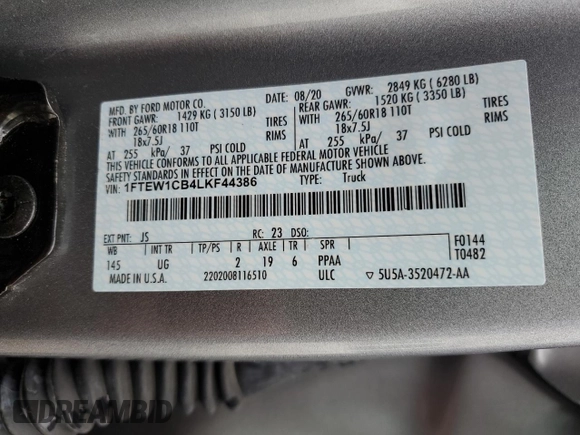 MFD. BY FORD MOTOR CO. DATE: 08/20 GVWR: 2849 KG ( 6280 LB)
FRONT GAWR: 1429 KG ( 3150 LB) REAR GAWR: 1520 KG ( 3350 LB)
WITH 265/60R18 110T TIRES WITH 265/60R18 110T TIRES
18x7.5J RIMS 18x7.5J RIMS
AT 255 kPa/ 37 PSI COLD AT 255 kPa/ 37 PSI COLD
THIS VEHICLE CONFORMS TO ALL APPLICABLE FEDERAL MOTOR VEHICLE
SAFETY STANDARDS IN EFFECT ON THE DATE OF MANUFACTURE SHOWN ABOVE.
VEHICLE IDENTIFICATION NO:
1FTEW1CB4LKF44386 TYPE: Truck
EXT PNT: JS RC: 23 DSO: F0144
WB INT TR TP/PS R AXLE TR SPR T0482
145 UG 2 19 6 PPAA
MADE IN U.S.A. 2202008116510 ULC ▽ 5U5A-3520472-AA
DREAMBID